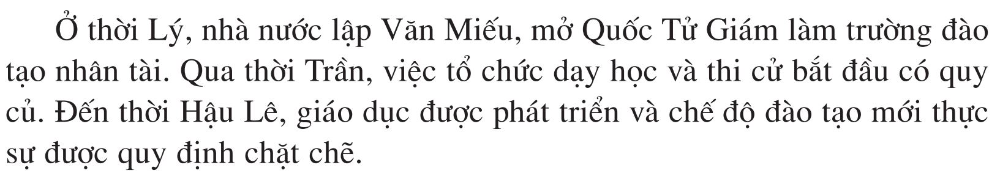 Ở thời Lý, nhà nước lập Văn Miếu, mở Quốc Tử Giám làm trường đào
tạo nhân tài. Qua thời Trần, việc tổ chức dạy học và thi cử bắt đầu có quy
củ. Đến thời Hậu Lê, giáo dục được phát triển và chế độ đào tạo mới thực
sự được quy định chặt chẽ.